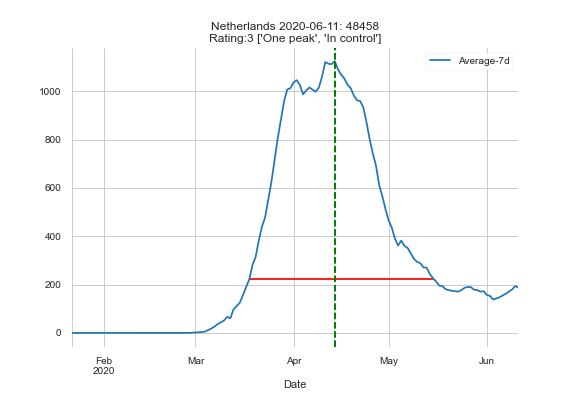 Netherlands 2020-06-11: 48458
Rating:3 ['One peak', 'In control']
Average-7d
1000
800
600
400
200
0
Feb Mar Apr May Jun
2020
Date